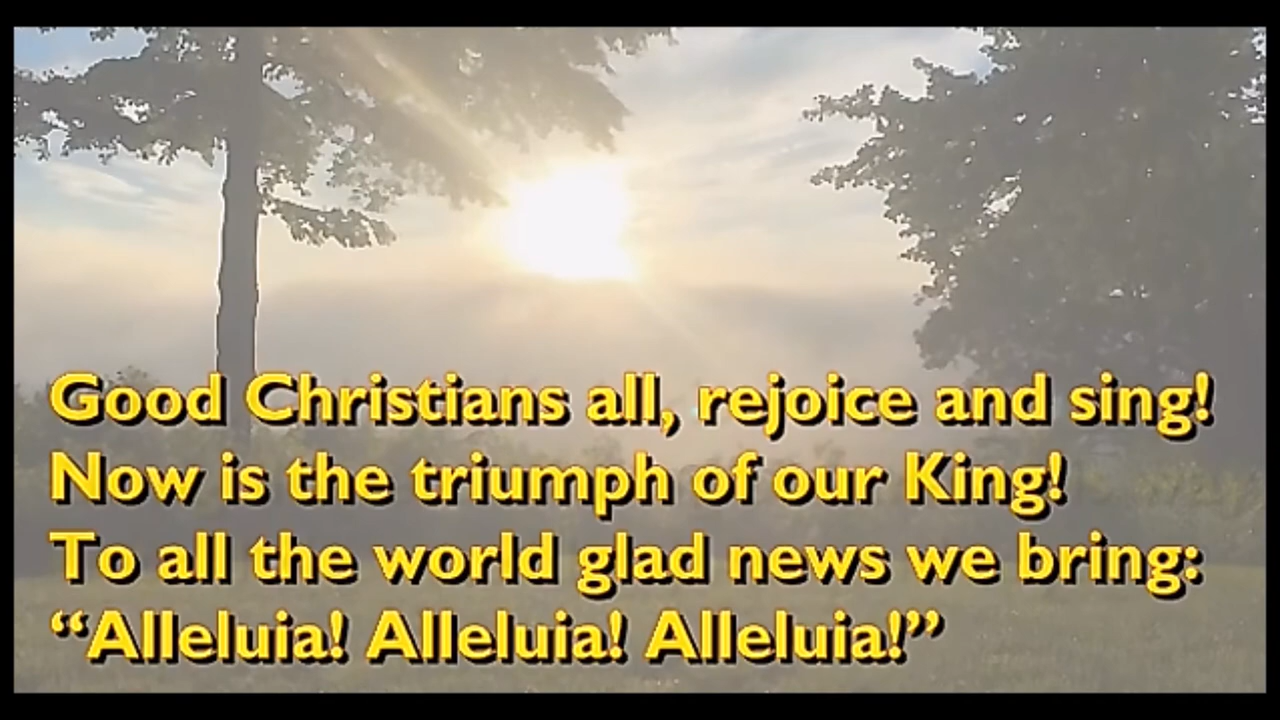 Good Christians all, rejoice and sing!
Now is the triumph of our King!
To all the world glad news we bring:
“Alleluia! Alleluia! Alleluia!”